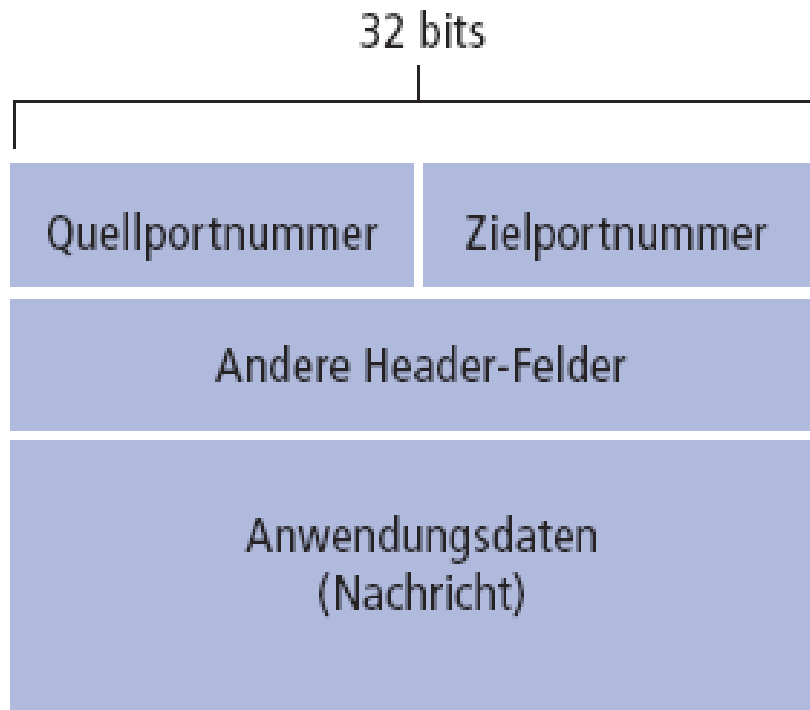 32 bits
Quellportnummer
Zielportnummer
Andere Header-Felder
Anwendungsdaten
(Nachricht)